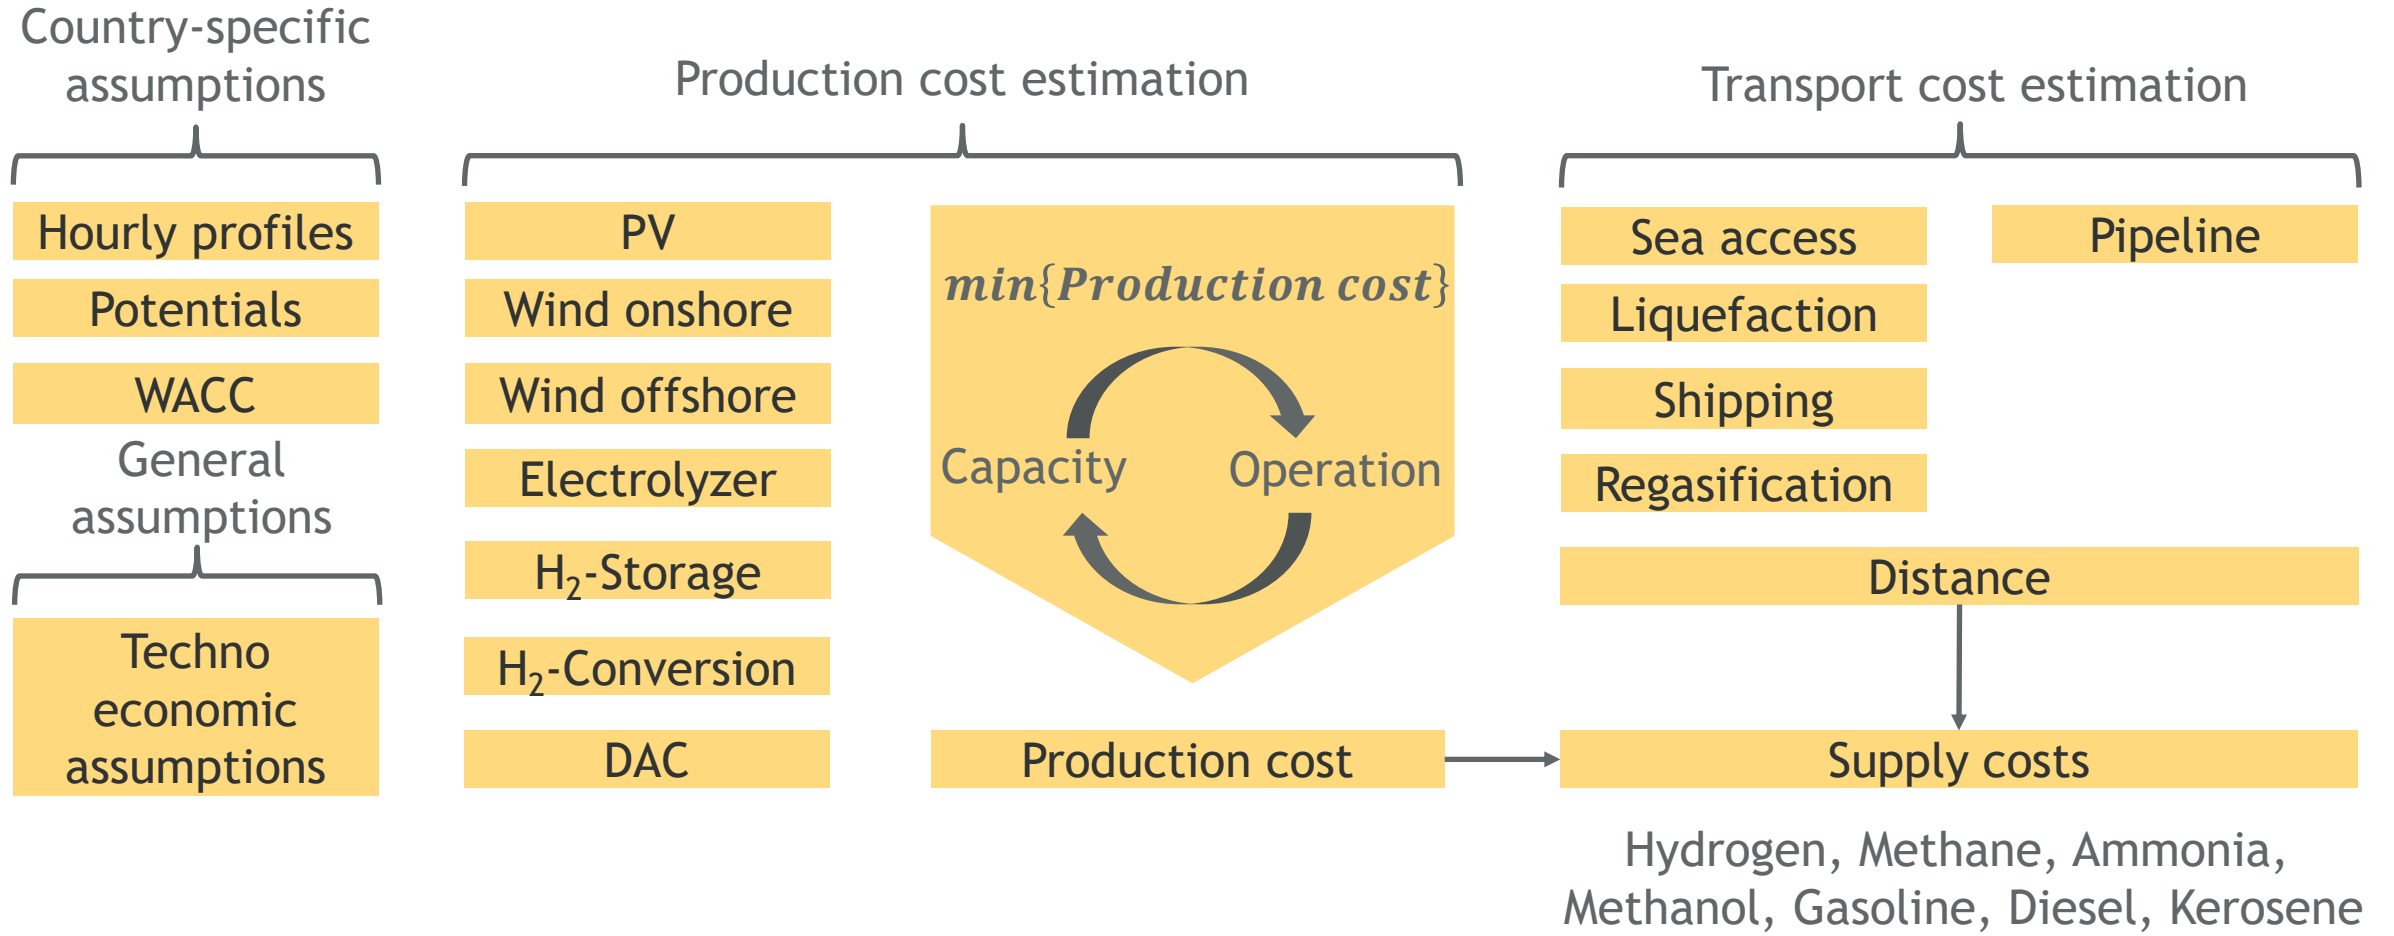 Country-specific
assumptions
Hourly profiles
Potentials
WACC
General
assumptions
Techno
economic
assumptions
Production cost estimation
PV
Wind onshore
Wind offshore
Electrolyzer
H₂-Storage
H₂-Conversion
DAC
min{Production cost}
Capacity
Operation
Production cost
Transport cost estimation
Sea access
Pipeline
Liquefaction
Shipping
Regasification
Distance
Supply costs
Hydrogen, Methane, Ammonia,
Methanol, Gasoline, Diesel, Kerosene